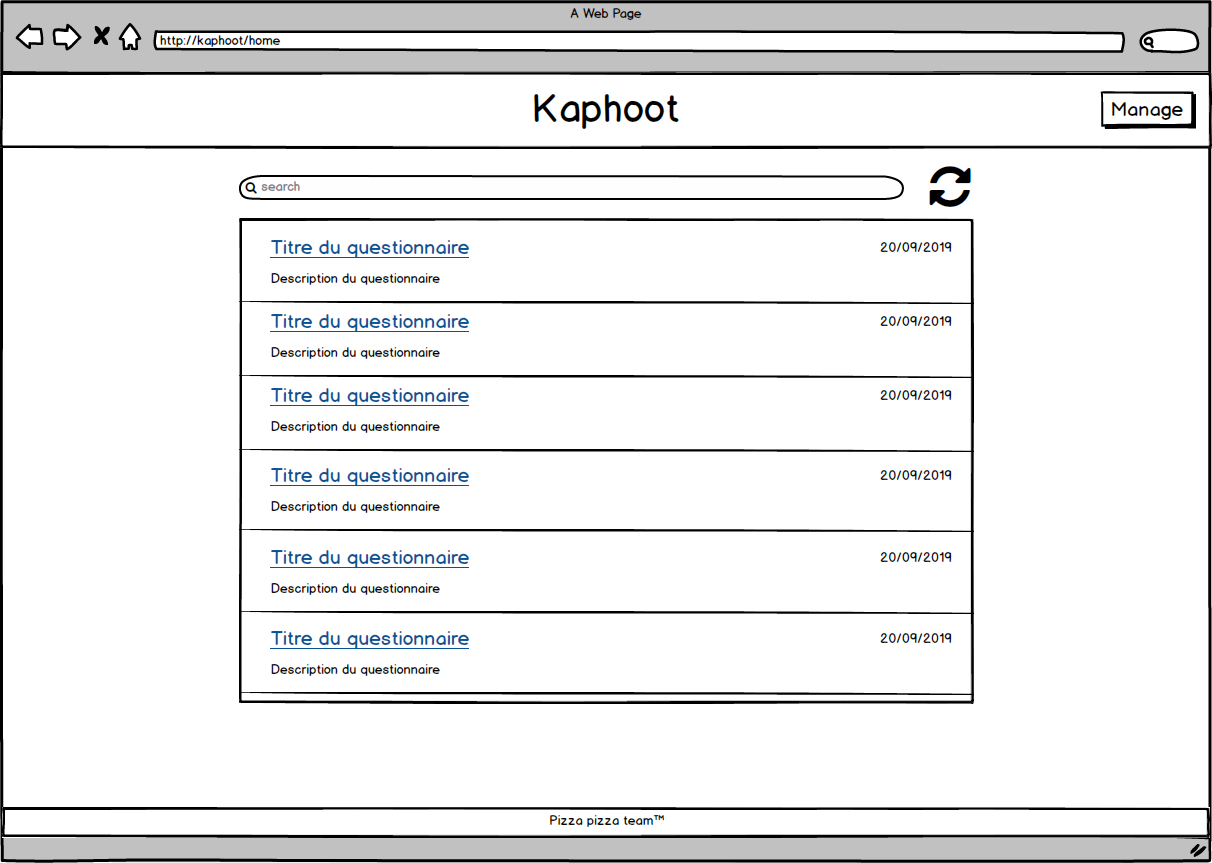 A Web Page
http://kaphoot/home
Kaphoot
Manage
search
Titre du questionnaire 20/09/2019
Description du questionnaire
Titre du questionnaire 20/09/2019
Description du questionnaire
Titre du questionnaire 20/09/2019
Description du questionnaire
Titre du questionnaire 20/09/2019
Description du questionnaire
Titre du questionnaire 20/09/2019
Description du questionnaire
Titre du questionnaire 20/09/2019
Description du questionnaire
Pizza pizza team™